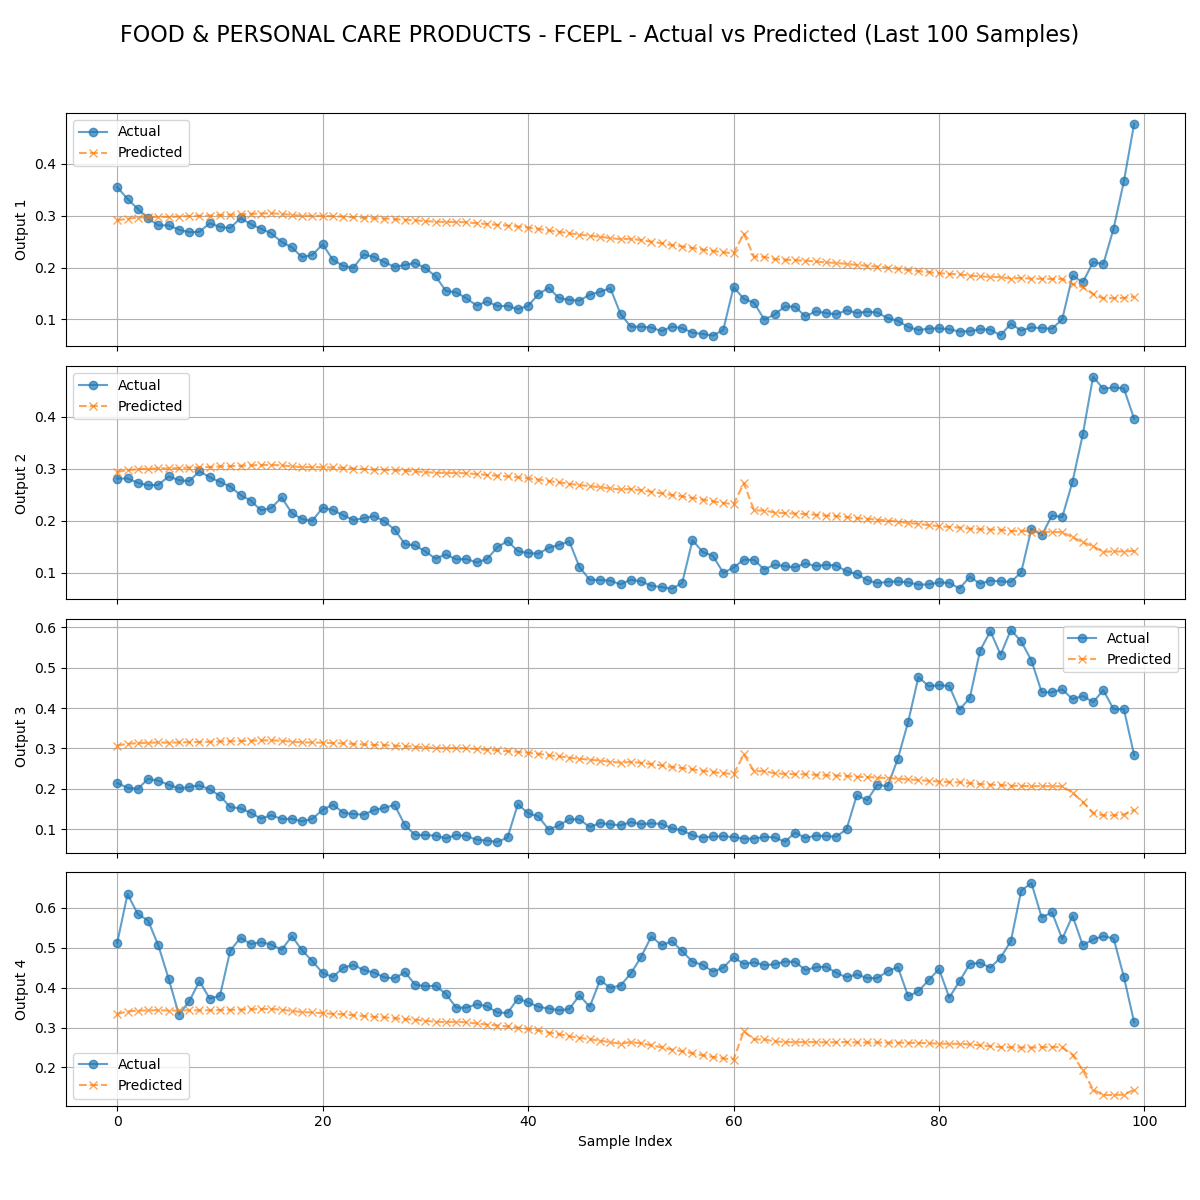 FOOD & PERSONAL CARE PRODUCTS - FCEPL - Actual vs Predicted (Last 100 Samples)
Actual
Predicted
0.4
0.3
0.2
0.1
Output 1
Actual
Predicted
0.4
0.3
0.2
0.1
Output 2
Actual
Predicted
0.6
0.5
0.4
0.3
0.2
0.1
Output 3
0.6
0.5
0.4
0.3
0.2
Output 4
Actual
Predicted
0 20 40 60 80 100
Sample Index